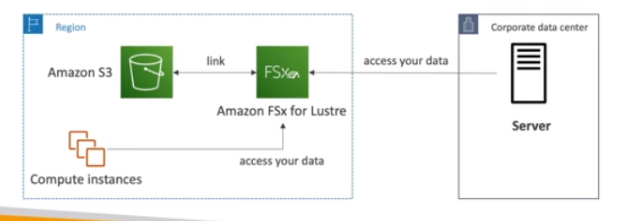 Region
Corporate data center
link
access your data
Amazon S3
FSx
Amazon FSx for Lustre
Server
access your data
Compute instances